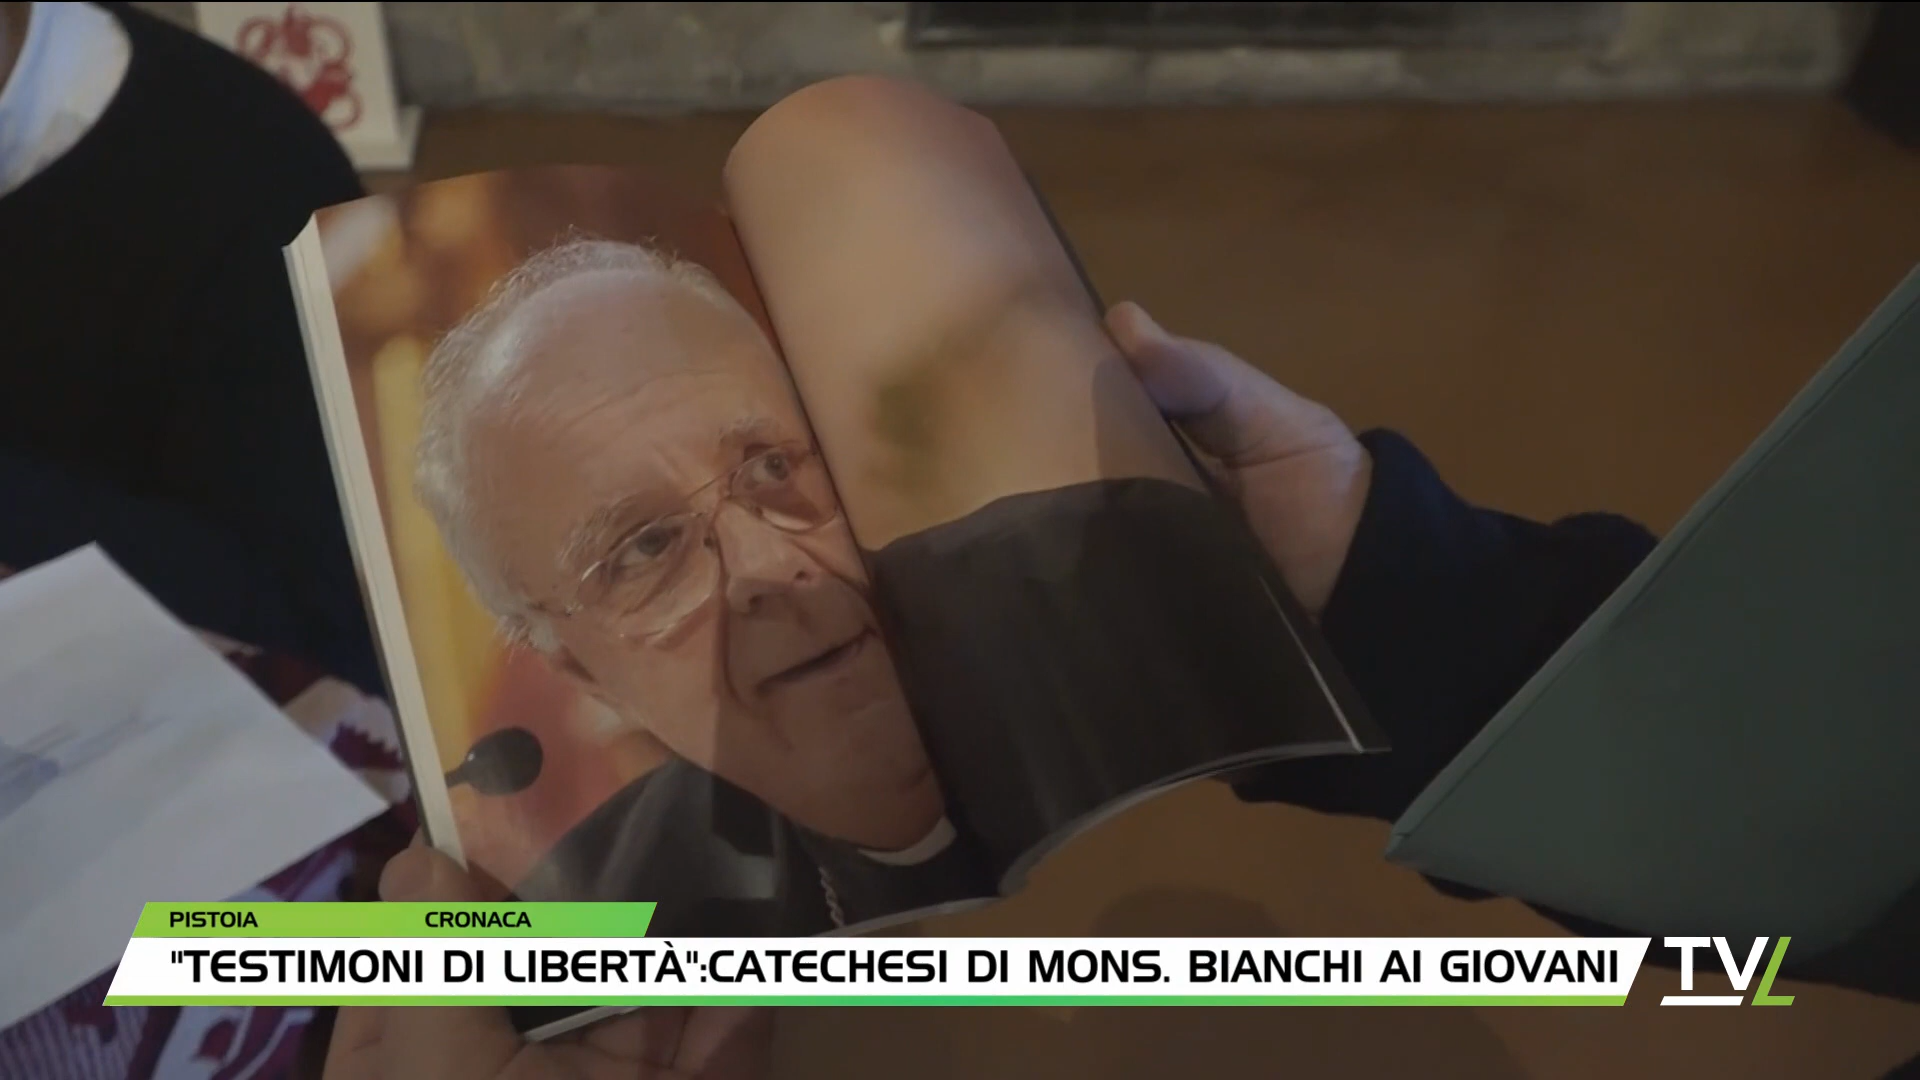 PISTOIA CRONACA
"TESTIMONI DI LIBERTÀ":CATECHESI DI MONS. BIANCHI AI GIOVANI
TVL